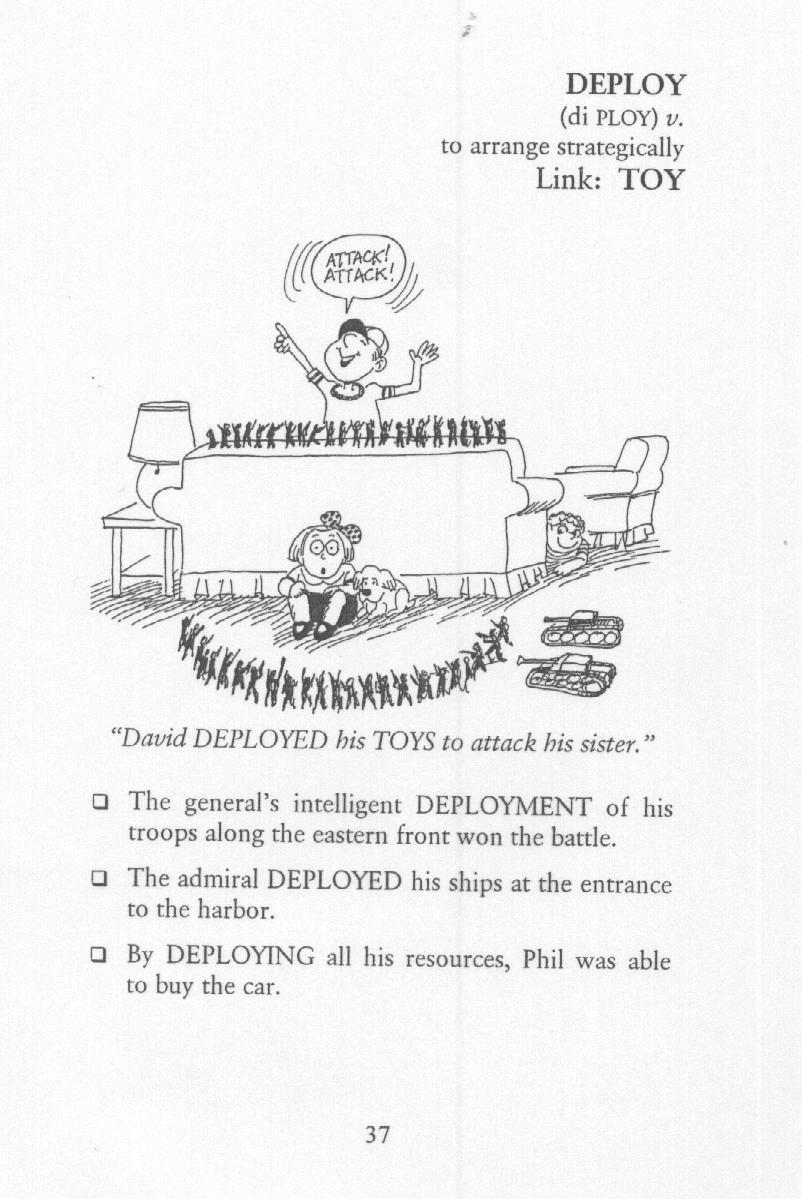 DEPLOY
(di PLOY) v.
to arrange strategically
Link: TOY
ATTACK!
ATTACK!
“David DEPLOYED his TOYS to attack his sister.”
❑ The general’s intelligent DEPLOYMENT of his
troops along the eastern front won the battle.
❑ The admiral DEPLOYED his ships at the entrance
to the harbor.
❑ By DEPLOYING all his resources, Phil was able
to buy the car.
37